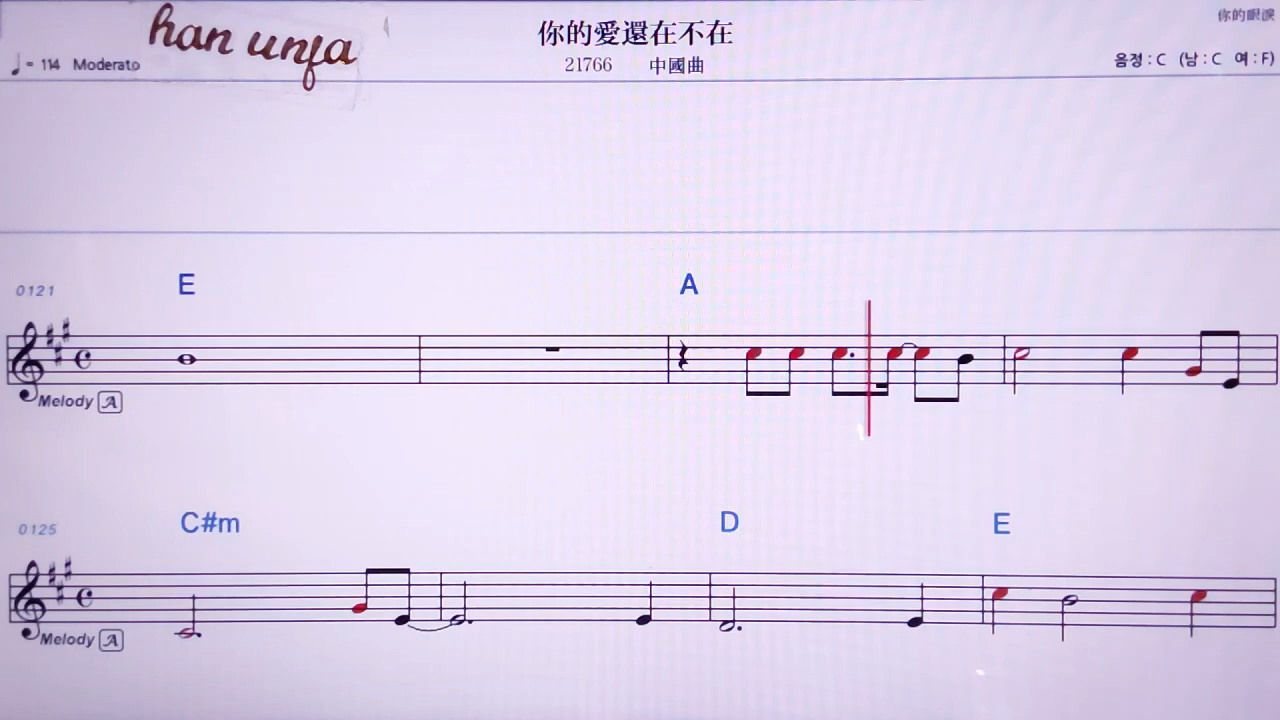 han unfa
你的愛還在不在
你的眼淚
♩ = 114 Moderato
21766 中國曲
음정 : C (남 : C 여 : F)
E A
0121
Melody A
C#m D E
0125
Melody A